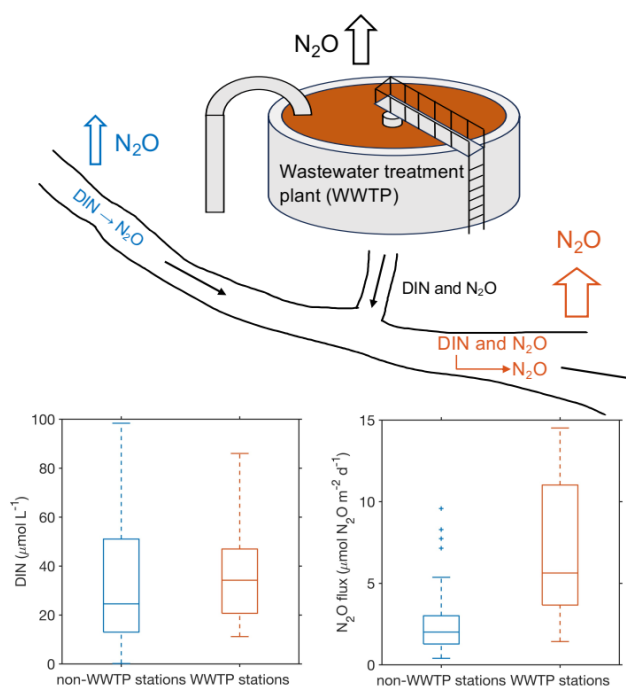 N₂O
N₂O
Wastewater treatment
plant (WWTP)
DIN → N₂O
N₂O
DIN and N₂O
DIN and N₂O
N₂O
100
80
60
40
20
0
DIN (μmol L⁻¹)
non-WWTP stations WWTP stations
15
10
5
0
N₂O flux (μmol N₂O m⁻² d⁻¹)
non-WWTP stations WWTP stations